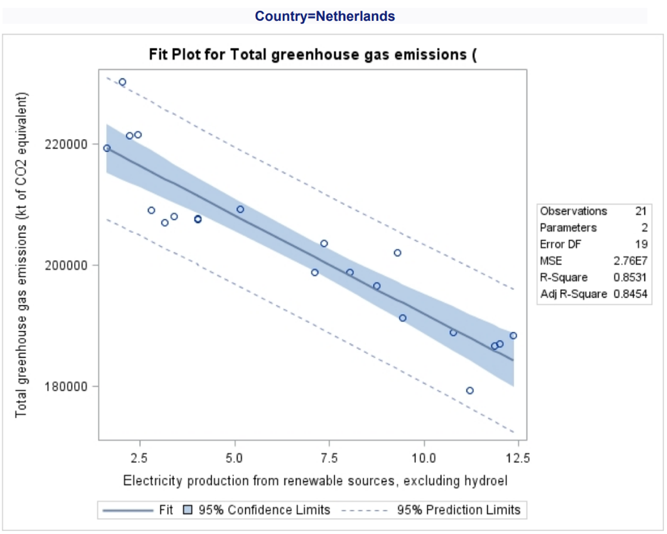 Country=Netherlands
Fit Plot for Total greenhouse gas emissions (
Total greenhouse gas emissions (kt of CO2 equivalent)
220000
200000
180000
2.5 5.0 7.5 10.0 12.5
Electricity production from renewable sources, excluding hydroel
Observations 21
Parameters 2
Error DF 19
MSE 2.76E7
R-Square 0.8531
Adj R-Square 0.8454
Fit 95% Confidence Limits 95% Prediction Limits